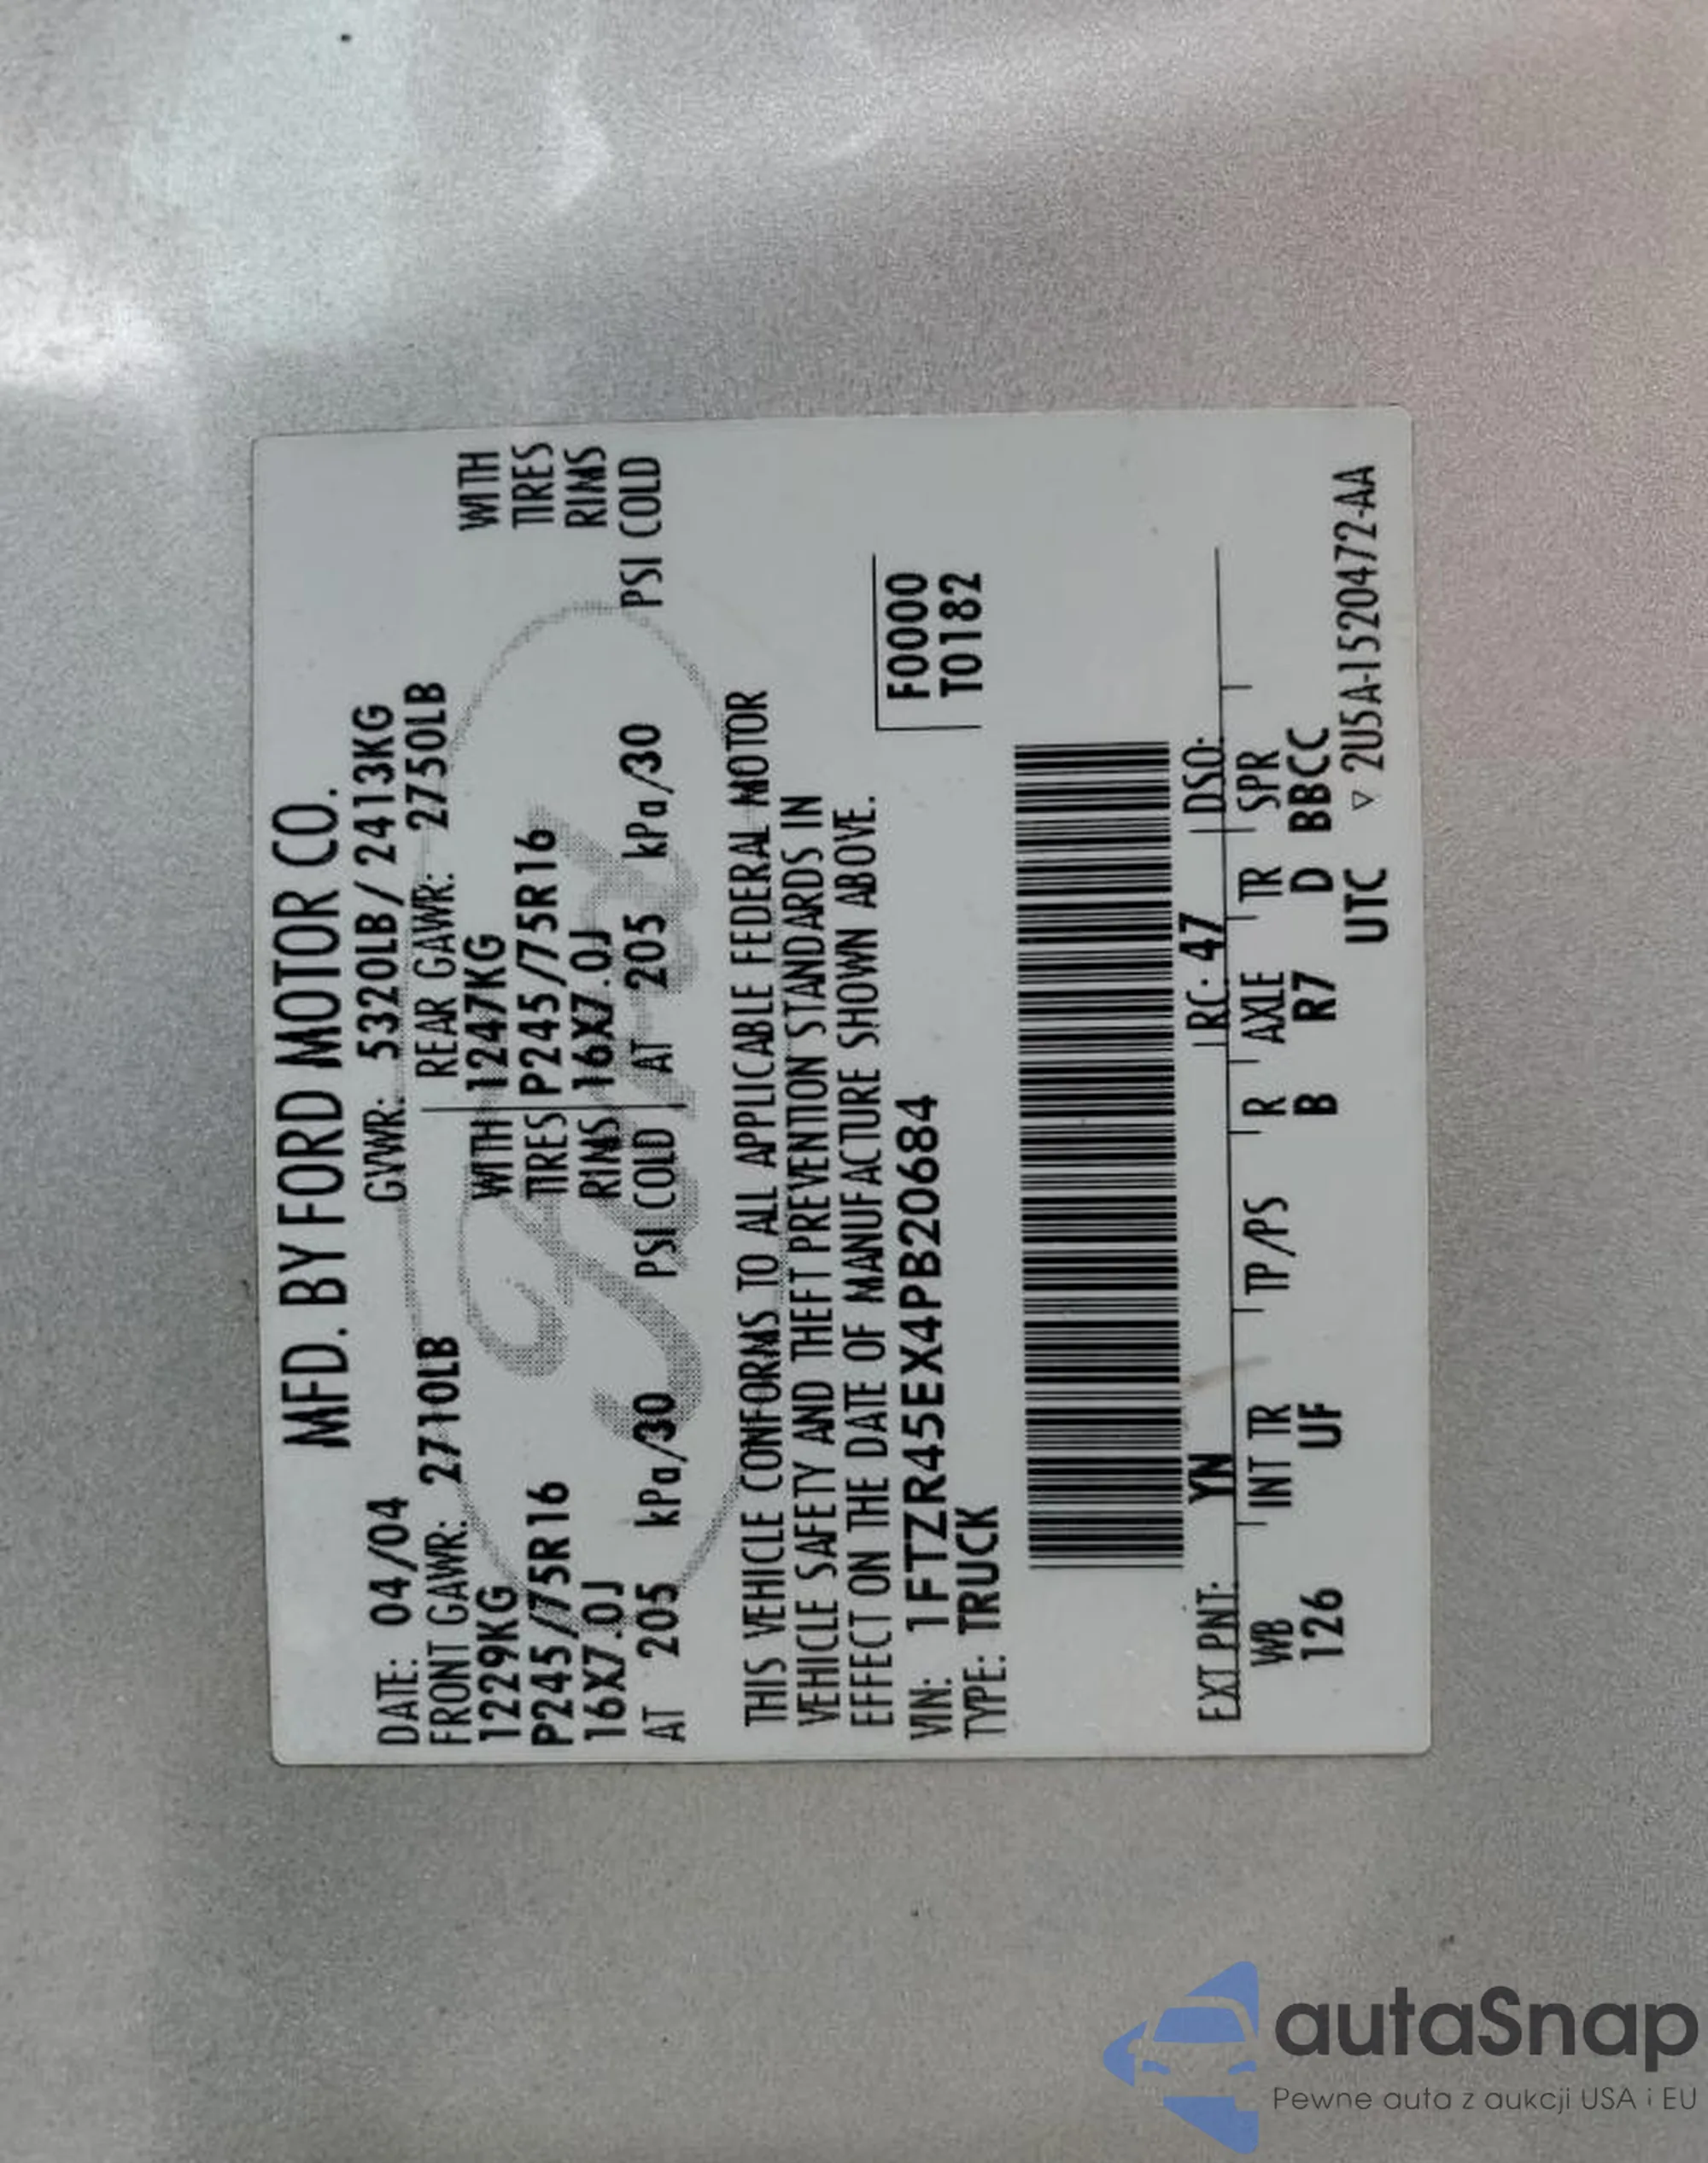 MFD. BY FORD MOTOR CO.
DATE: 04/04 GVWR: 5320LB/ 2413KG
FRONT GAWR: 2710LB REAR GAWR: 2750LB
1229KG WITH 1247KG WITH
P245/75R16 TIRES P245/75R16 TIRES
16X7.0J RIMS 16X7.0J RIMS
AT 205 kPa/30 PSI COLD AT 205 kPa/30 PSI COLD
THIS VEHICLE CONFORMS TO ALL APPLICABLE FEDERAL MOTOR
VEHICLE SAFETY AND THEFT PREVENTION STANDARDS IN
EFFECT ON THE DATE OF MANUFACTURE SHOWN ABOVE.
VIN: 1FTZR45EX4PB20684 F0000
TYPE: TRUCK T0182
EXT PNT: YN RC: 47 DSO:
WB INT TR TP/PS R AXLE TR SPR
126 UF B R7 D BBCC
UTC ▽ 2U5A-1520472-AA
autaSnap
Pewne auta z aukcji USA i EU